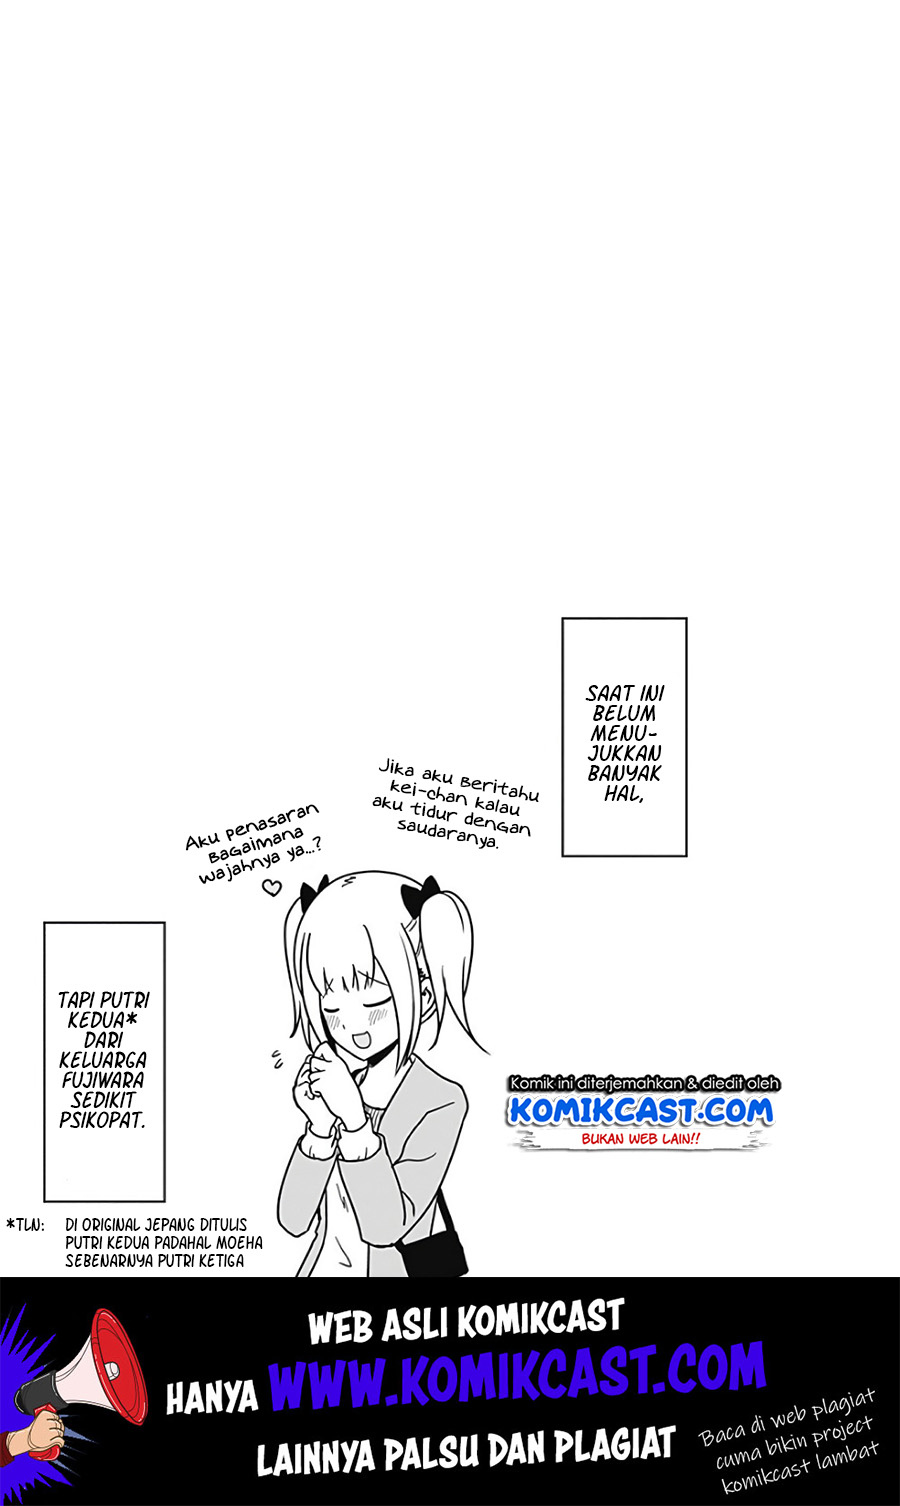 SAAT INI
BELUM
MENU-
JUKKAN
BANYAK
HAL,
Jika aku Beritahu
kei-chan kalau
aku tidur dengan
saudaranya.
Aku penasaran
BaGaimana
wajahnya ya...?
TAPI PUTRI
KEDUA*
DARI
KELUARGA
FUJIWARA
SEDIKIT
PSIKOPAT.
Komik ini diterjemahkan & diedit oleh
KOMIKCAST.COM
BUKAN WEB LAIN!!
*TLN: DI ORIGINAL JEPANG DITULIS
PUTRI KEDUA PADAHAL MOEHA
SEBENARNYA PUTRI KETIGA
WEB ASLI KOMIKCAST
HANYA WWW.KOMIKCAST.COM
LAINNYA PALSU DAN PLAGIAT
Baca di web plagiat
cuma bikin project
komikcast lambat